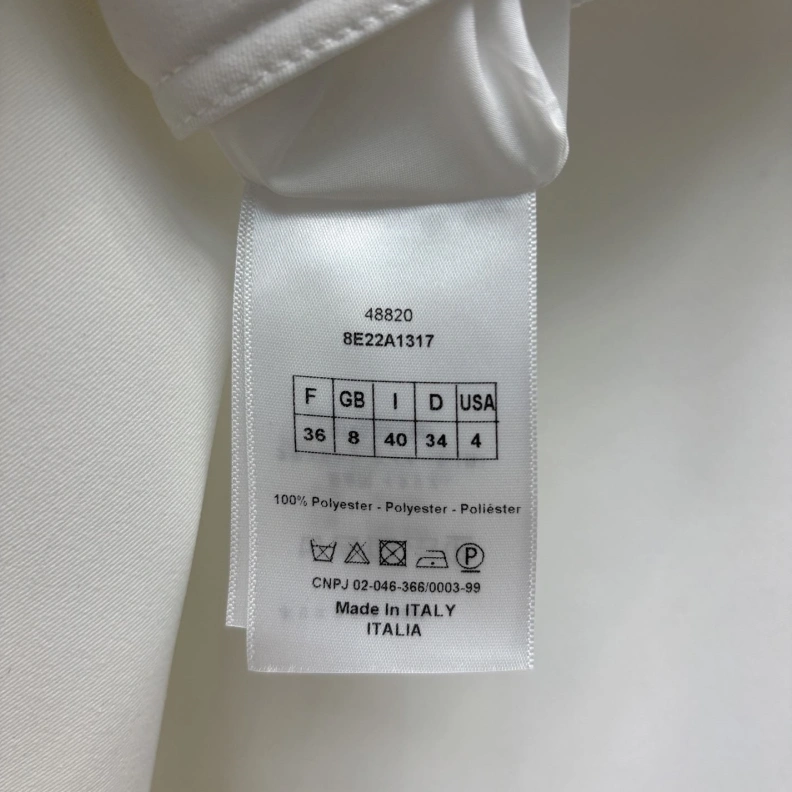 48820
8E22A1317
F GB I D USA
36 8 40 34 4
100% Polyester - Polyester - Poliéster
P
CNPJ 02-046-366/0003-99
Made In ITALY
ITALIA